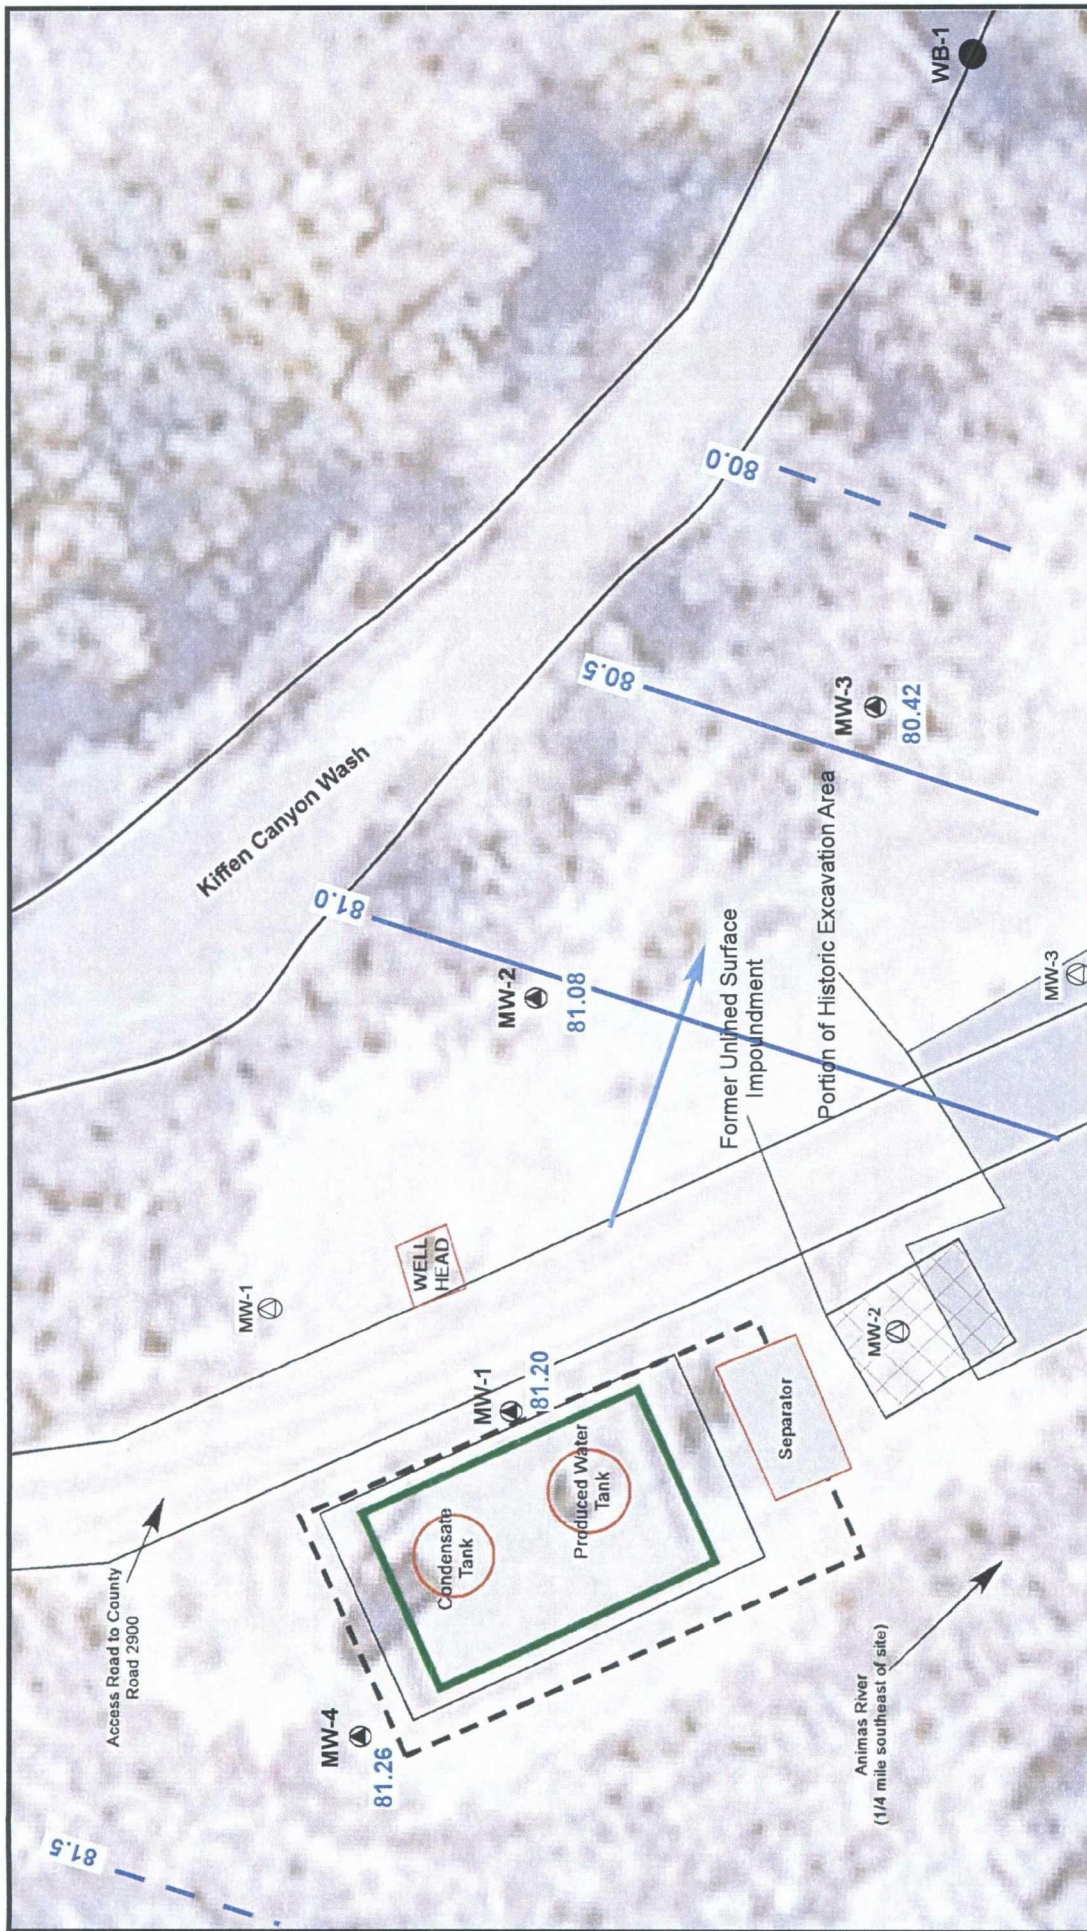 WB-1
80.0
80.5
MW-3
80.42
Kiffen Canyon Wash
81.0
MW-2
81.08
Former Unlined Surface
Impoundment
Portion of Historic Excavation Area
MW-3
MW-1
WELL
HEAD
MW-2
MW-1
81.20
Separator
Produced Water
Tank
Condensate
Tank
Access Road to County
Road 2900
Animas River
(1/4 mile southeast of site)
MW-4
81.26
81.5